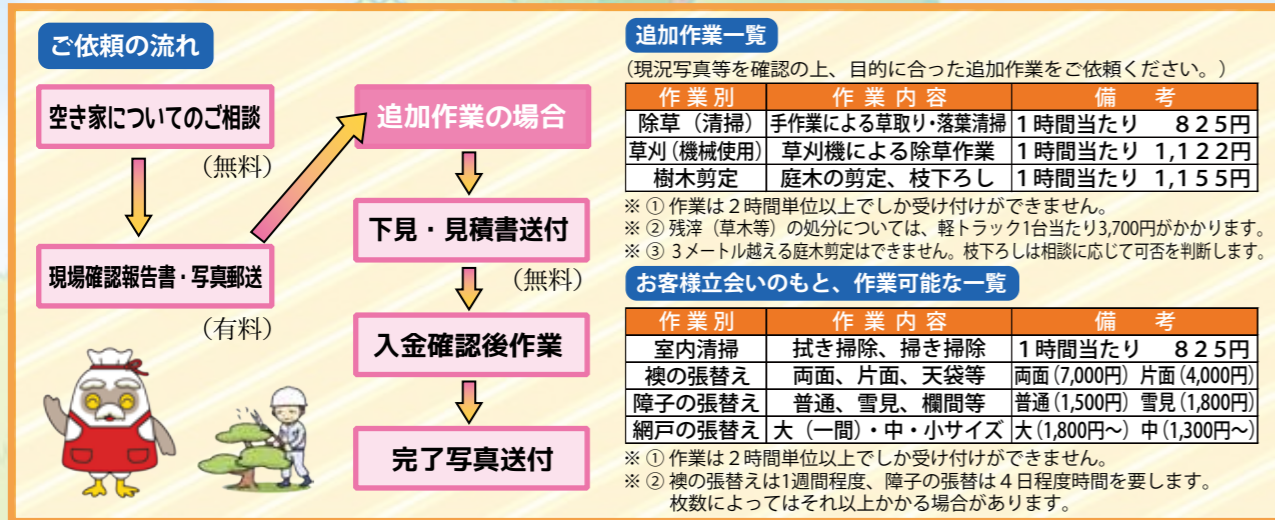 ご依頼の流れ
空き家についてのご相談
(無料)
現場確認報告書・写真郵送
(有料)
追加作業の場合
下見・見積書送付
(無料)
入金確認後作業
完了写真送付
追加作業一覧
(現況写真等を確認の上、目的に合った追加作業をご依頼ください。)
作業別 作業内容 備考
除草(清掃) 手作業による草取り・落葉清掃 1時間当たり 825円
草刈(機械使用) 草刈機による除草作業 1時間当たり 1,122円
樹木剪定 庭木の剪定、枝下ろし 1時間当たり 1,155円
※ ① 作業は2時間単位以上でしか受け付けができません。
※ ② 残滓(草木等)の処分については、軽トラック1台当たり3,700円がかかります。
※ ③ 3メートル越える庭木剪定はできません。枝下ろしは相談に応じて可否を判断します。
お客様立会いのもと、作業可能な一覧
作業別 作業内容 備考
室内清掃 拭き掃除、掃き掃除 1時間当たり 825円
襖の張替え 両面、片面、天袋等 両面(7,000円) 片面(4,000円)
障子の張替え 普通、雪見、欄間等 普通(1,500円) 雪見(1,800円)
網戸の張替え 大(一間)・中・小サイズ 大(1,800円~) 中(1,300円~)
※ ① 作業は2時間単位以上でしか受け付けができません。
※ ② 襖の張替えは1週間程度、障子の張替は4日程度時間を要します。
枚数によってはそれ以上かかる場合があります。